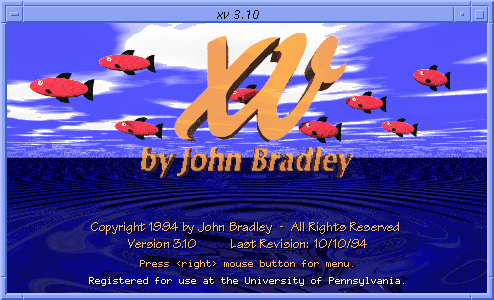 xv 3.10
xv
by John Bradley
Copyright 1994 by John Bradley - All Rights Reserved
Version 3.10 Last Revision: 10/10/94
Press <right> mouse button for menu.
Registered for use at the University of Pennsylvania.